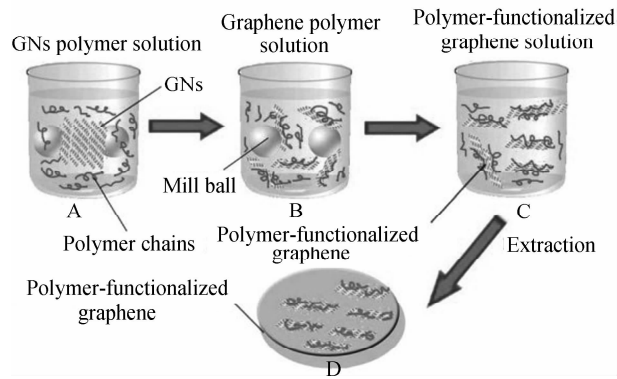 GNs polymer solution
Graphene polymer
solution
Polymer-functionalized
graphene solution
GNs
Mill ball
A
B
C
Polymer chains
Polymer-functionalized
graphene
Extraction
Polymer-functionalized
graphene
D